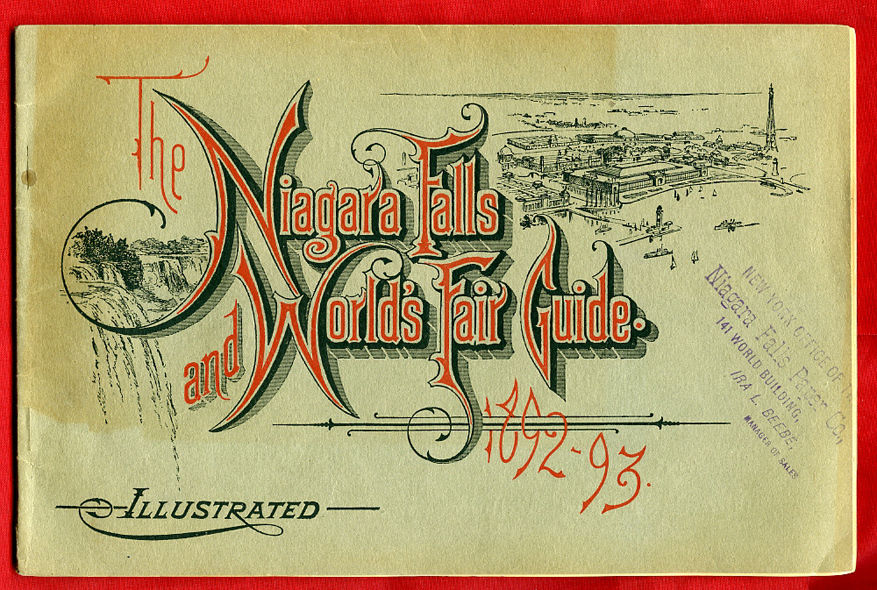 The
Niagara Falls
and World's Fair Guide.
1892-93.
ILLUSTRATED
NEW YORK OFFICE OF
Niagara Falls Paper Co.,
141 WORLD BUILDING,
IRA L. BEEBE,
MANAGER OF SALES